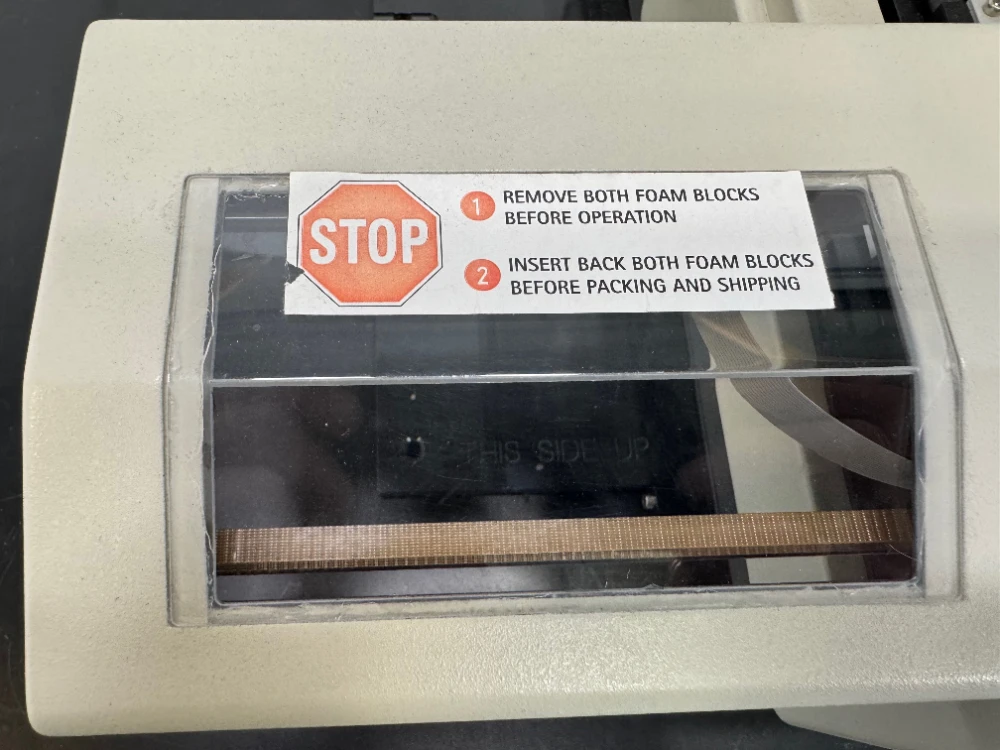 STOP
1 REMOVE BOTH FOAM BLOCKS
BEFORE OPERATION
2 INSERT BACK BOTH FOAM BLOCKS
BEFORE PACKING AND SHIPPING
THIS SIDE UP